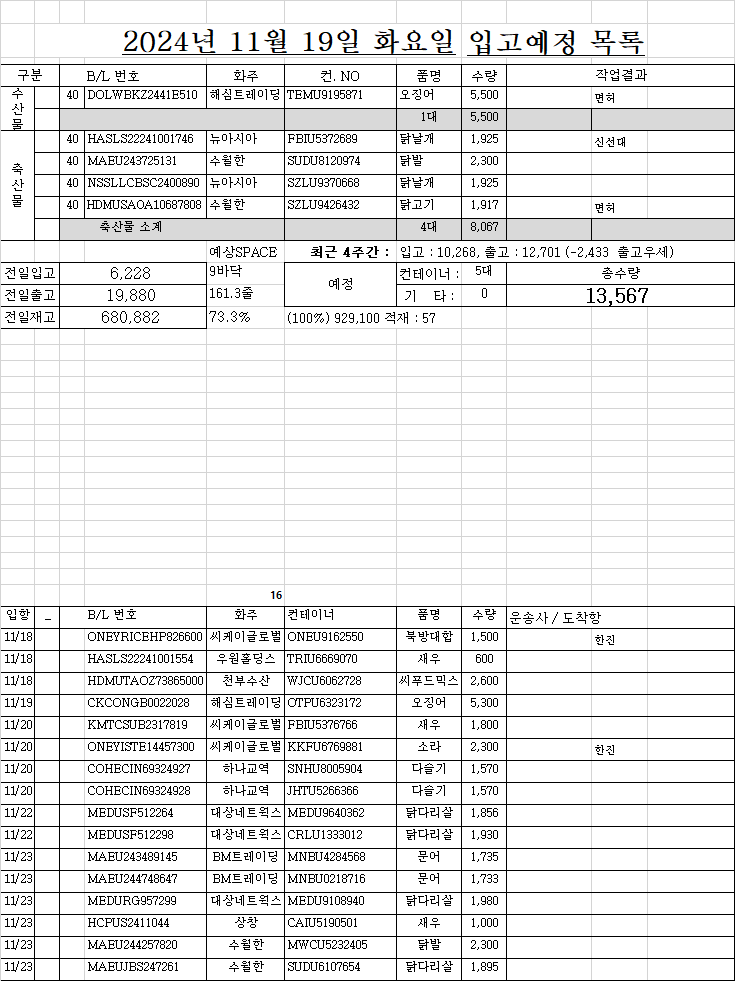 2024년 11월 19일 화요일 입고예정 목록
구분 B/L 번호 화주 컨. NO 품명 수량 작업결과
수산물 40 DOLWBKZ2441E510 해심트레이딩 TBMU9195871 오징어 5,500 면허
1대 5,500
축산물 40 HASLS22241001746 뉴아시아 FBIU5372689 닭날개 1,925 신선대
40 MAEU243725131 수월한 SUDU8120974 닭발 2,300
40 NSSLLCBSC2400890 뉴아시아 SZLU9370668 닭날개 1,925
40 HDMUSAOA10687808 수월한 SZLU9426432 닭고기 1,917 면허
축산물 소계 4대 8,067
예상SPACE 최근 4주간 : 입고 : 10,268, 출고 : 12,701 (-2,433 출고우세)
전일입고 6,228 9바닥 예정 컨테이너 : 5대 총수량
전일출고 19,880 161.3줄 기 타 : 0 13,567
전일재고 680,882 73.3% (100%) 929,100 적재 : 57
16
입항 _ B/L 번호 화주 컨테이너 품명 수량 운송사 / 도착항
11/18 ONEYRICBHP826600 씨케이글로벌 ONEU9162550 북방대합 1,500 한진
11/18 HASLS22241001554 우원홀딩스 TRIU6669070 새우 600
11/18 HDMUTAOZ73865000 천부수산 WJCU6062728 씨푸드믹스 2,600
11/19 CKCONGB0022028 해심트레이딩 OTPU6323172 오징어 5,300
11/20 KMTCSUB2317819 씨케이글로벌 FBIU5376766 새우 1,800
11/20 ONEYISTE14457300 씨케이글로벌 KKFU6769881 소라 2,300 한진
11/20 COHECIN69324927 하나교역 SNHU8005904 다슬기 1,570
11/20 COHECIN69324928 하나교역 JHTU5266366 다슬기 1,570
11/22 MEDUSF512264 대상네트웍스 MEDU9640362 닭다리살 1,856
11/22 MEDUSF512298 대상네트웍스 CRLU1333012 닭다리살 1,930
11/23 MAEU243489145 BM트레이딩 MNBU4284568 문어 1,735
11/23 MAEU244748647 BM트레이딩 MNBU0218716 문어 1,733
11/23 MEDURG957299 대상네트웍스 MEDU9108940 닭다리살 1,980
11/23 HCPUS2411044 상창 CAIU5190501 새우 1,000
11/23 MAEU244257820 수월한 MWCU5232405 닭발 2,300
11/23 MAEUJBS247261 수월한 SUDU6107654 닭다리살 1,895